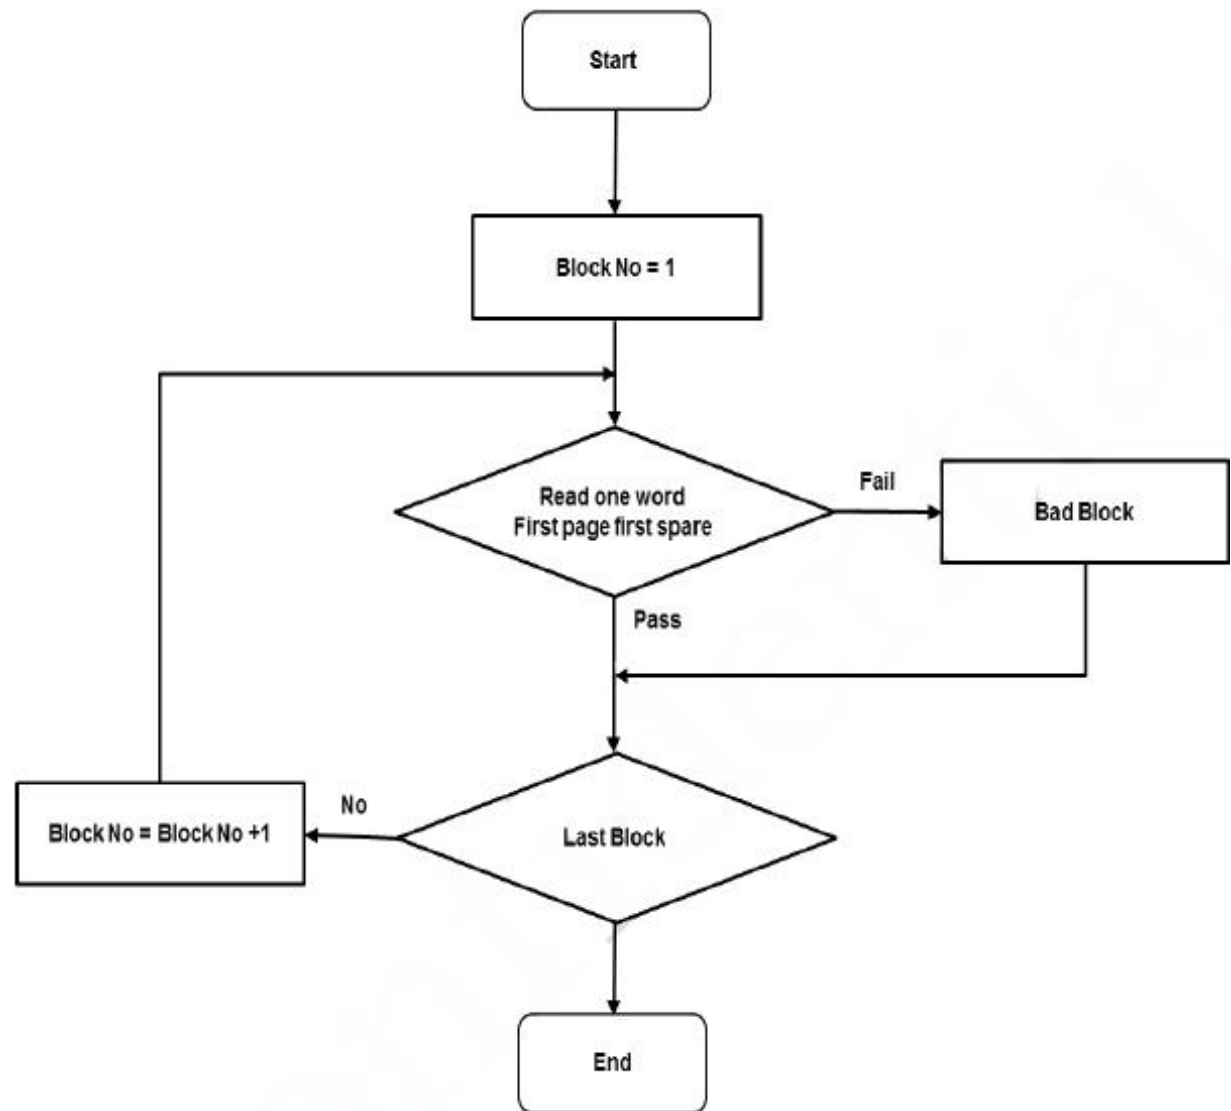 Start
Block No = 1
Read one word
First page first spare
Fail
Bad Block
Pass
No
Block No = Block No +1
Last Block
End